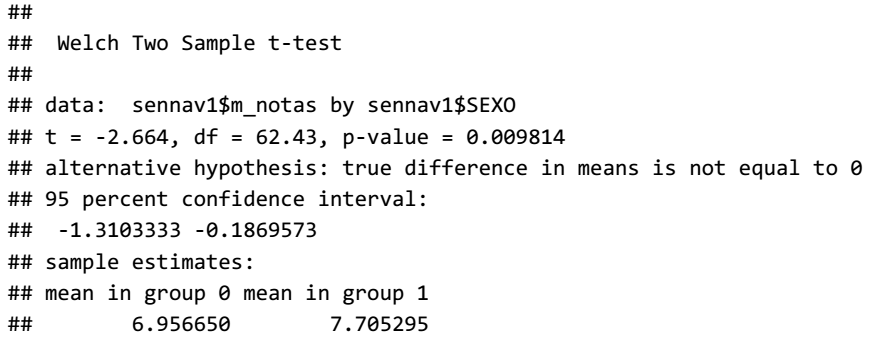 ##
##  Welch Two Sample t-test
##
## data:  sennav1$m_notas by sennav1$SEXO
## t = -2.664, df = 62.43, p-value = 0.009814
## alternative hypothesis: true difference in means is not equal to 0
## 95 percent confidence interval:
##  -1.3103333 -0.1869573
## sample estimates:
## mean in group 0 mean in group 1
##        6.956650        7.705295